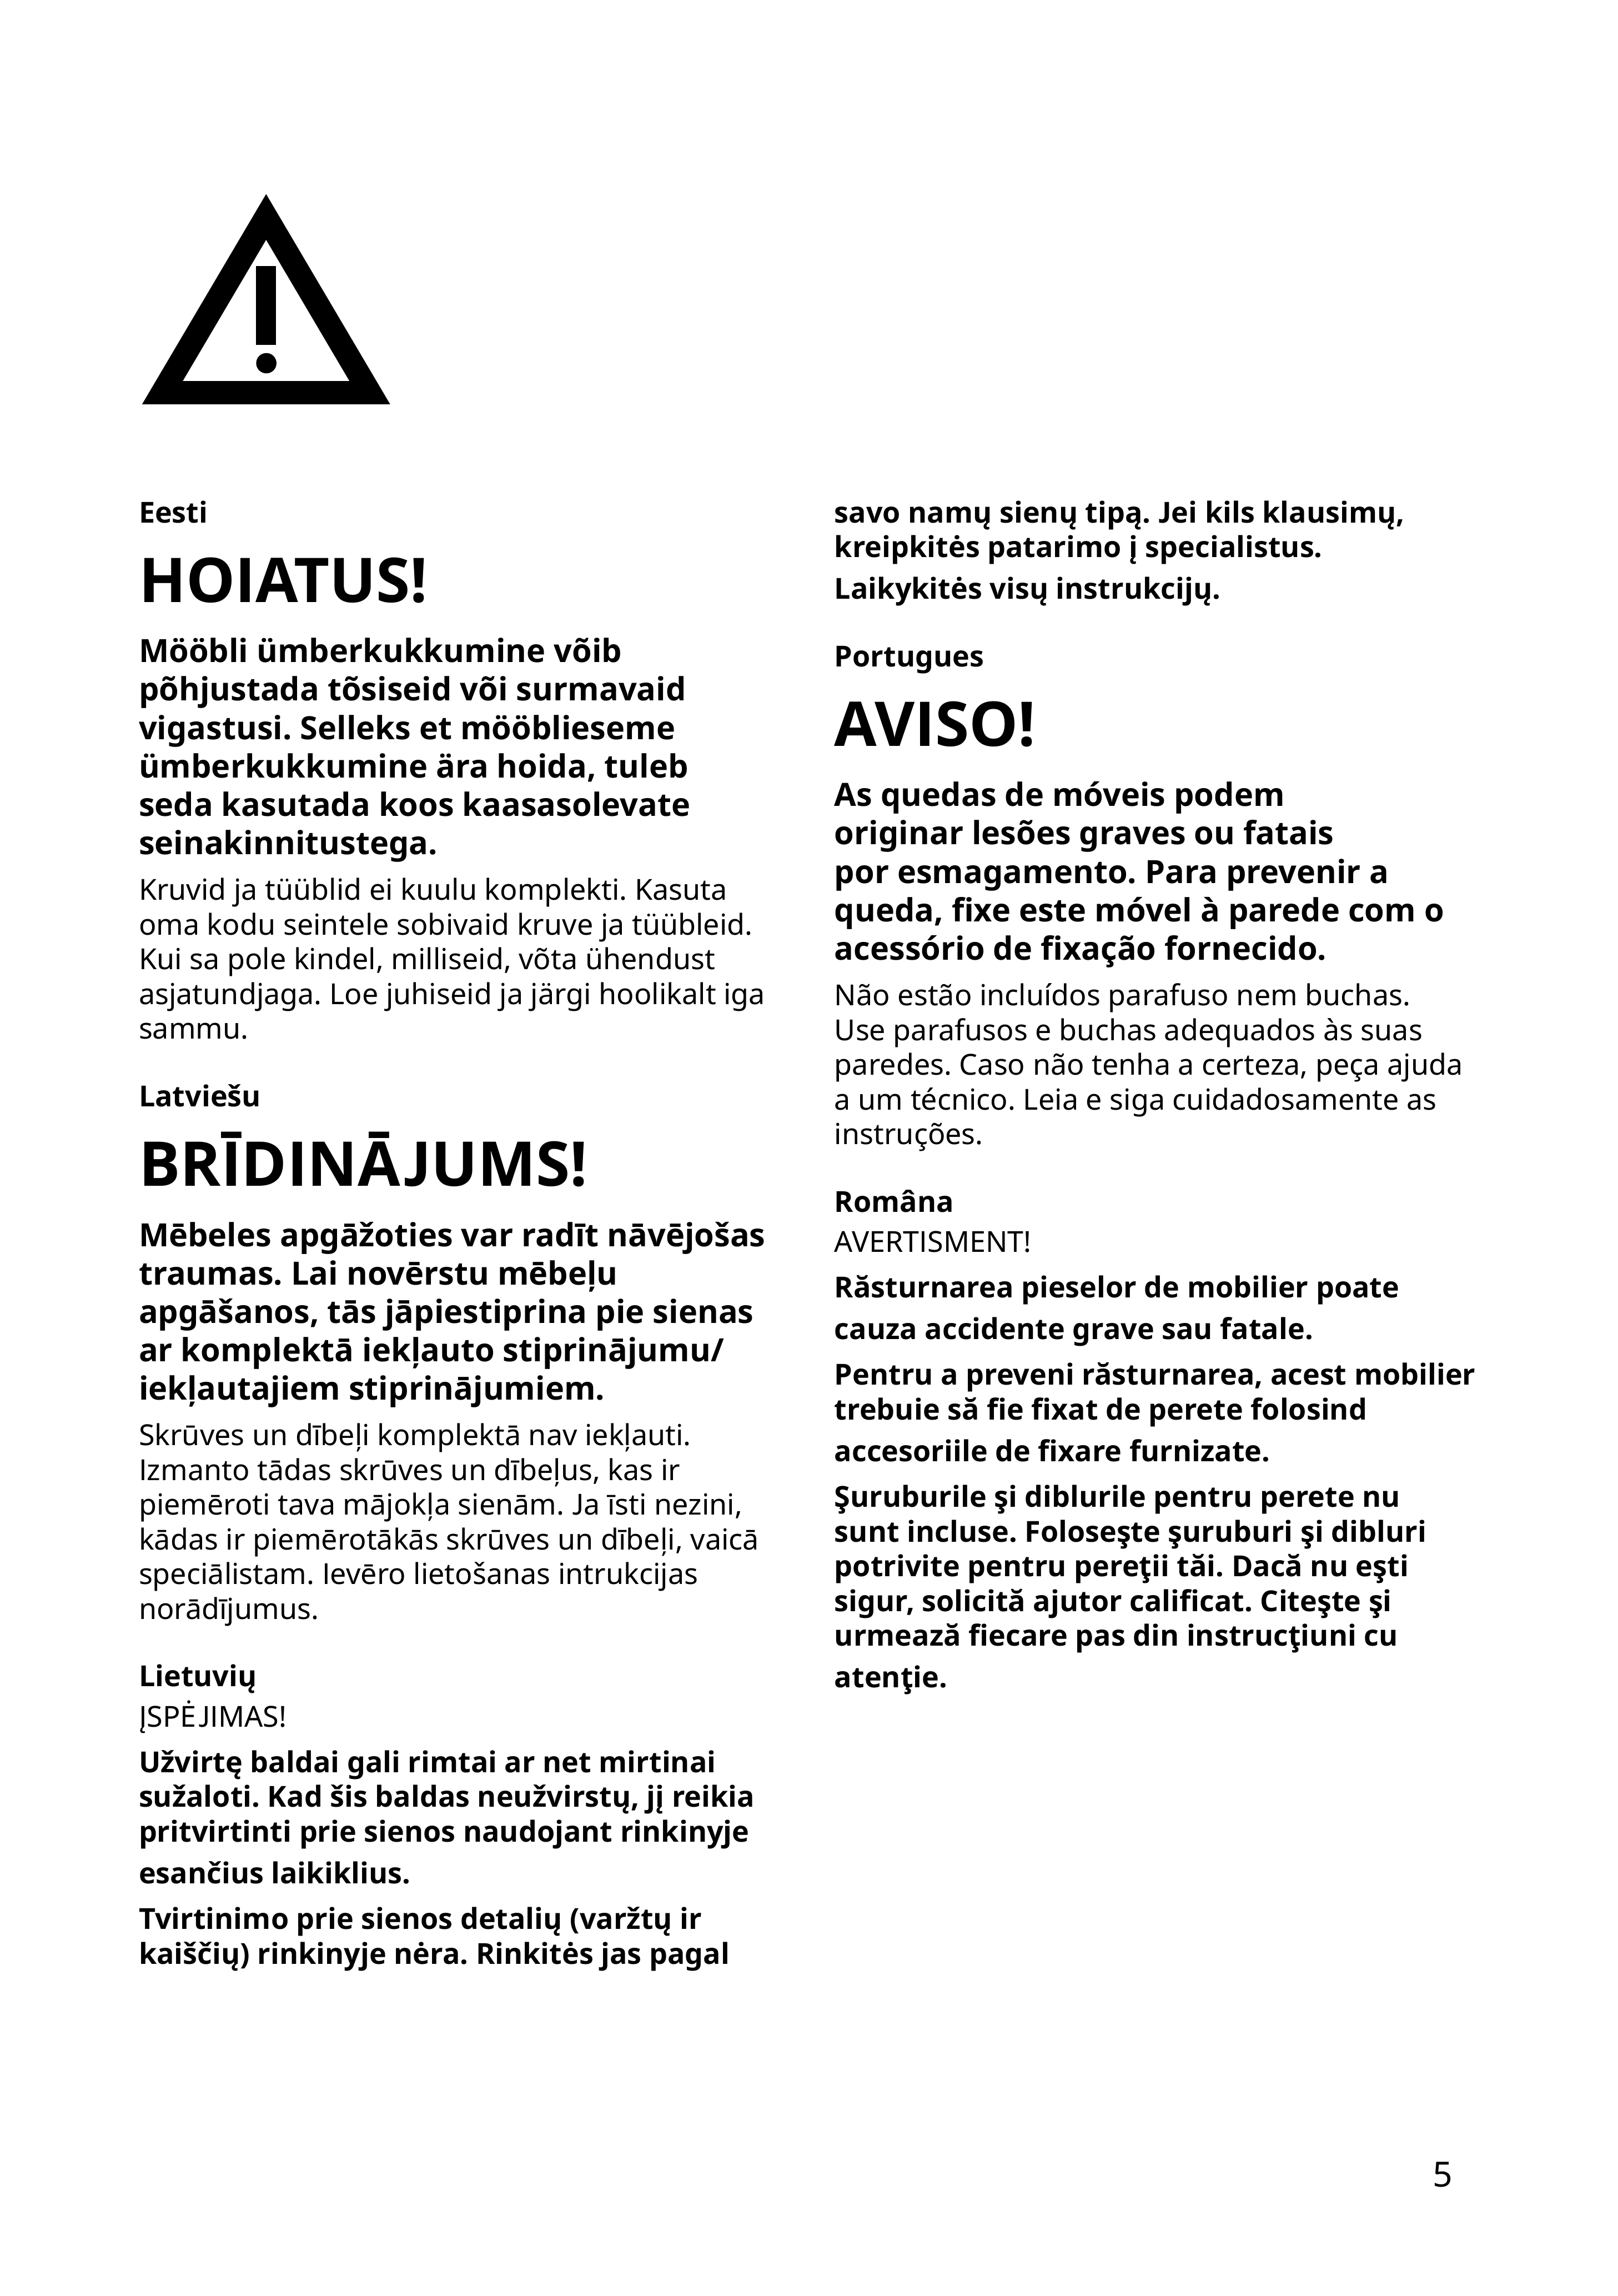 Eesti
HOIATUS!
Mööbli ümberkukkumine võib
põhjustada tõsiseid või surmavaid
vigastusi. Selleks et mööblieseme
ümberkukkumine ära hoida, tuleb
seda kasutada koos kaasasolevate
seinakinnitustega.
Kruvid ja tüüblid ei kuulu komplekti. Kasuta
oma kodu seintele sobivaid kruve ja tüübleid.
Kui sa pole kindel, milliseid, võta ühendust
asjatundjaga. Loe juhiseid ja järgi hoolikalt iga
sammu.
Latviešu
BRĪDINĀJUMS!
Mēbeles apgāžoties var radīt nāvējošas
traumas. Lai novērstu mēbeļu
apgāšanos, tās jāpiestiprina pie sienas
ar komplektā iekļauto stiprinājumu/
iekļautajiem stiprinājumiem.
Skrūves un dībeļi komplektā nav iekļauti.
Izmanto tādas skrūves un dībeļus, kas ir
piemēroti tava mājokļa sienām. Ja īsti nezini,
kādas ir piemērotākās skrūves un dībeļi, vaicā
speciālistam. Ievēro lietošanas intrukcijas
norādījumus.
Lietuvių
ĮSPĖJIMAS!
Užvirtę baldai gali rimtai ar net mirtinai
sužaloti. Kad šis baldas neužvirstų, jį reikia
pritvirtinti prie sienos naudojant rinkinyje
esančius laikiklius.
Tvirtinimo prie sienos detalių (varžtų ir
kaiščių) rinkinyje nėra. Rinkitės jas pagal
savo namų sienų tipą. Jei kils klausimų,
kreipkitės patarimo į specialistus.
Laikykitės visų instrukcijų.
Portugues
AVISO!
As quedas de móveis podem
originar lesões graves ou fatais
por esmagamento. Para prevenir a
queda, fixe este móvel à parede com o
acessório de fixação fornecido.
Não estão incluídos parafuso nem buchas.
Use parafusos e buchas adequados às suas
paredes. Caso não tenha a certeza, peça ajuda
a um técnico. Leia e siga cuidadosamente as
instruções.
Româna
AVERTISMENT!
Răsturnarea pieselor de mobilier poate
cauza accidente grave sau fatale.
Pentru a preveni răsturnarea, acest mobilier
trebuie să fie fixat de perete folosind
accesoriile de fixare furnizate.
Şuruburile şi diblurile pentru perete nu
sunt incluse. Foloseşte şuruburi şi dibluri
potrivite pentru pereţii tăi. Dacă nu eşti
sigur, solicită ajutor calificat. Citeşte şi
urmează fiecare pas din instrucţiuni cu
atenţie.
5